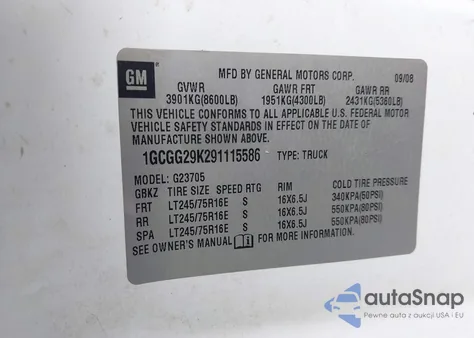 GM
MFD BY GENERAL MOTORS CORP. 09/08
GVWR GAWR FRT GAWR RR
3901KG(8600LB) 1951KG(4300LB) 2431KG(5360LB)
THIS VEHICLE CONFORMS TO ALL APPLICABLE U.S. FEDERAL MOTOR
VEHICLE SAFETY STANDARDS IN EFFECT ON THE DATE OF
MANUFACTURE SHOWN ABOVE.
1GCGG29K291115586 TYPE: TRUCK
MODEL: G23705
GBKZ TIRE SIZE SPEED RTG RIM COLD TIRE PRESSURE
FRT LT245/75R16E S 16X6.5J 340KPA(50PSI)
RR LT245/75R16E S 16X6.5J 550KPA(80PSI)
SPA LT245/75R16E S 16X6.5J 550KPA(80PSI)
SEE OWNER'S MANUAL FOR MORE INFORMATION.
autoSnap
Pewne auta z aukcji USA i EU